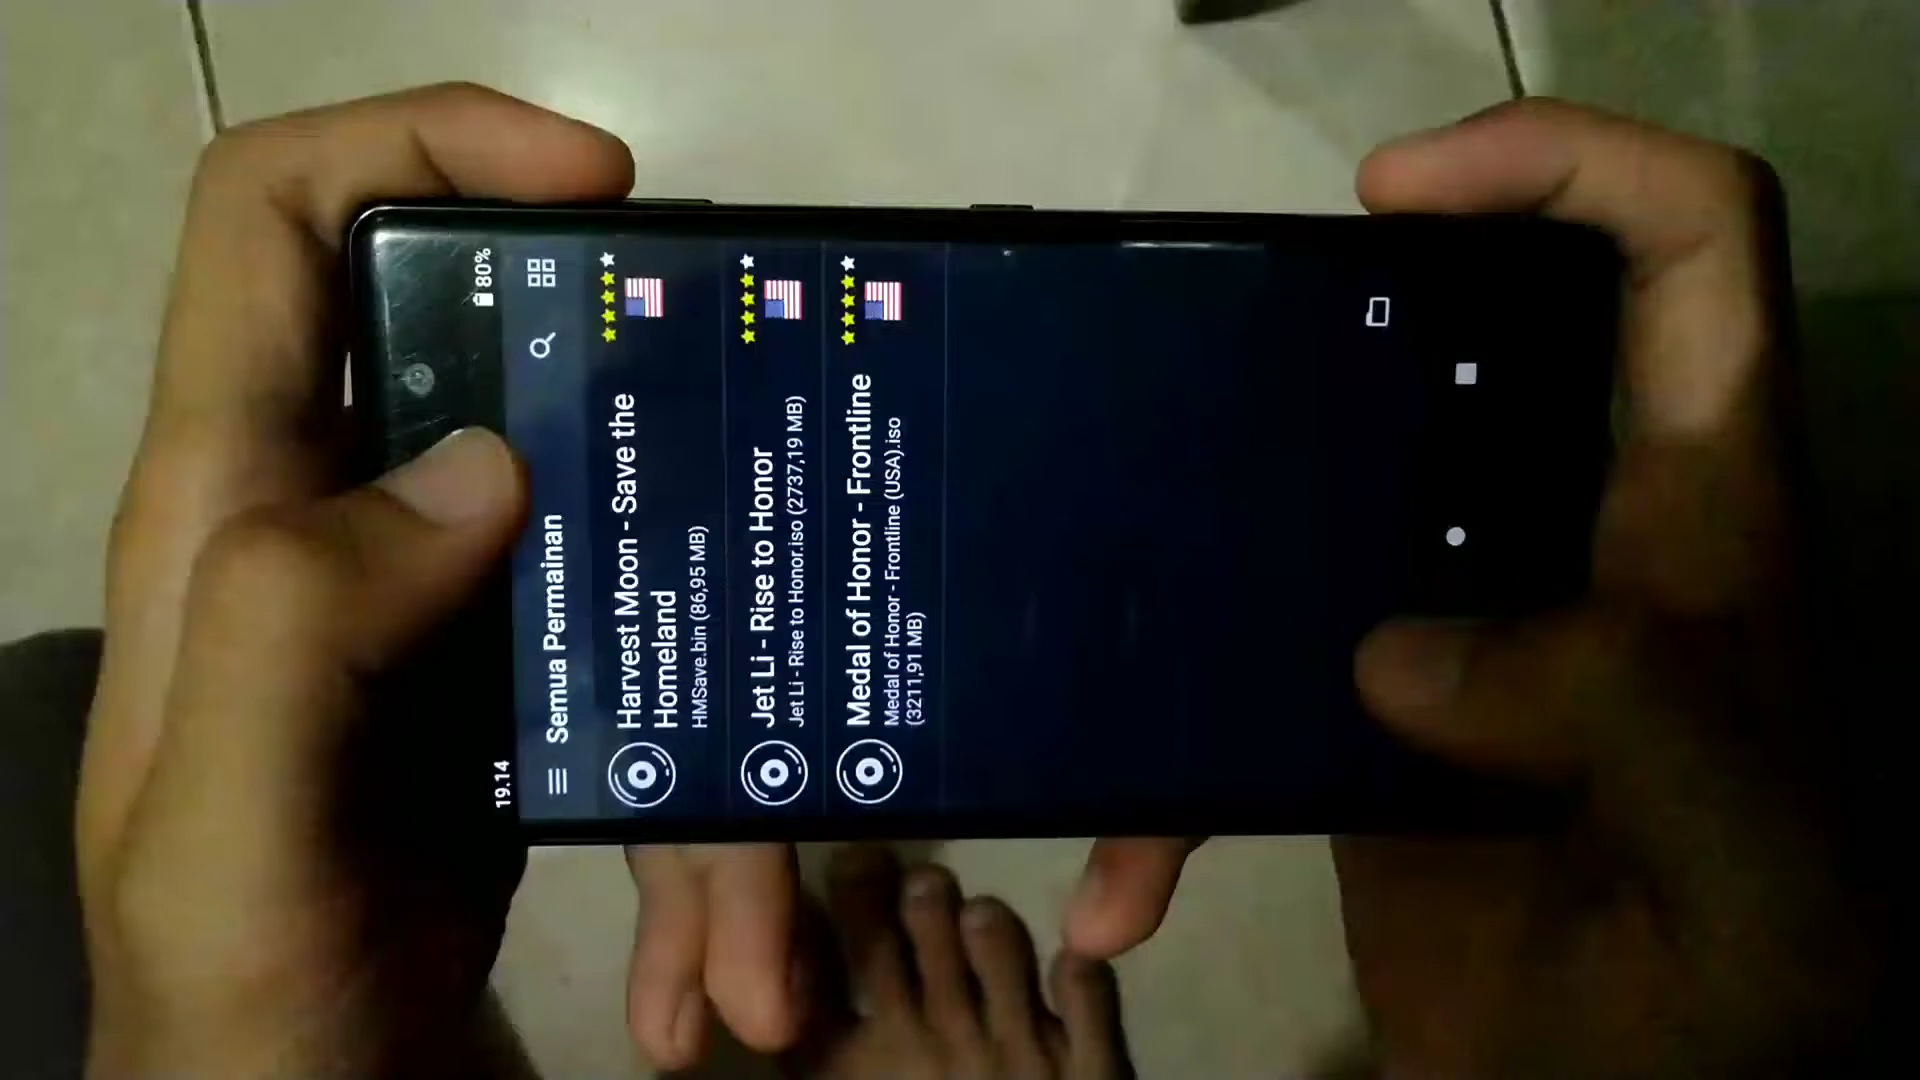 19.14
80%
Semua Permainan
Harvest Moon - Save the
Homeland
HMSave.bin (86,95 MB)
Jet Li - Rise to Honor
Jet Li - Rise to Honor.iso (2737,19 MB)
Medal of Honor - Frontline
Medal of Honor - Frontline (USA).iso
(3211,91 MB)